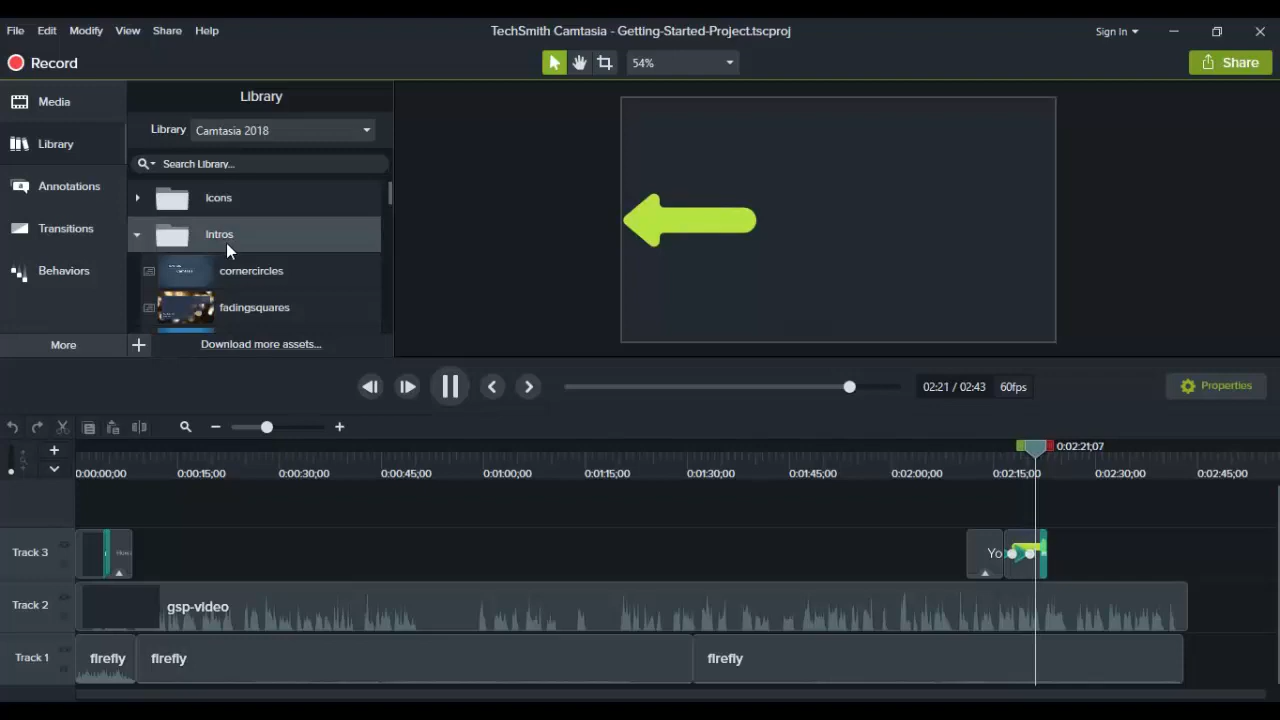 File Edit Modify View Share Help
TechSmith Camtasia - Getting-Started-Project.tscproj
Sign In
Record
54%
Share
Media
Library
Annotations
Transitions
Behaviors
More
Library
Library Camtasia 2018
Search Library...
Icons
Intros
cornercircles
fadingsquares
Download more assets...
02:21 / 02:43 60fps
Properties
0:02:21;07
0:00:00;00 0:00:15;00 0:00:30;00 0:00:45;00 0:01:00;00 0:01:15;00 0:01:30;00 0:01:45;00 0:02:00;00 0:02:15;00 0:02:30;00 0:02:45;00
Track 3
Yo
Track 2
gsp-video
Track 1
firefly firefly firefly